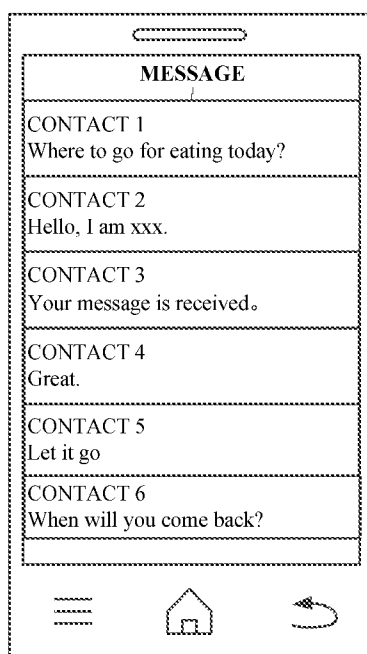 MESSAGE
CONTACT 1
Where to go for eating today?
CONTACT 2
Hello, I am xxx.
CONTACT 3
Your message is received。
CONTACT 4
Great.
CONTACT 5
Let it go
CONTACT 6
When will you come back?